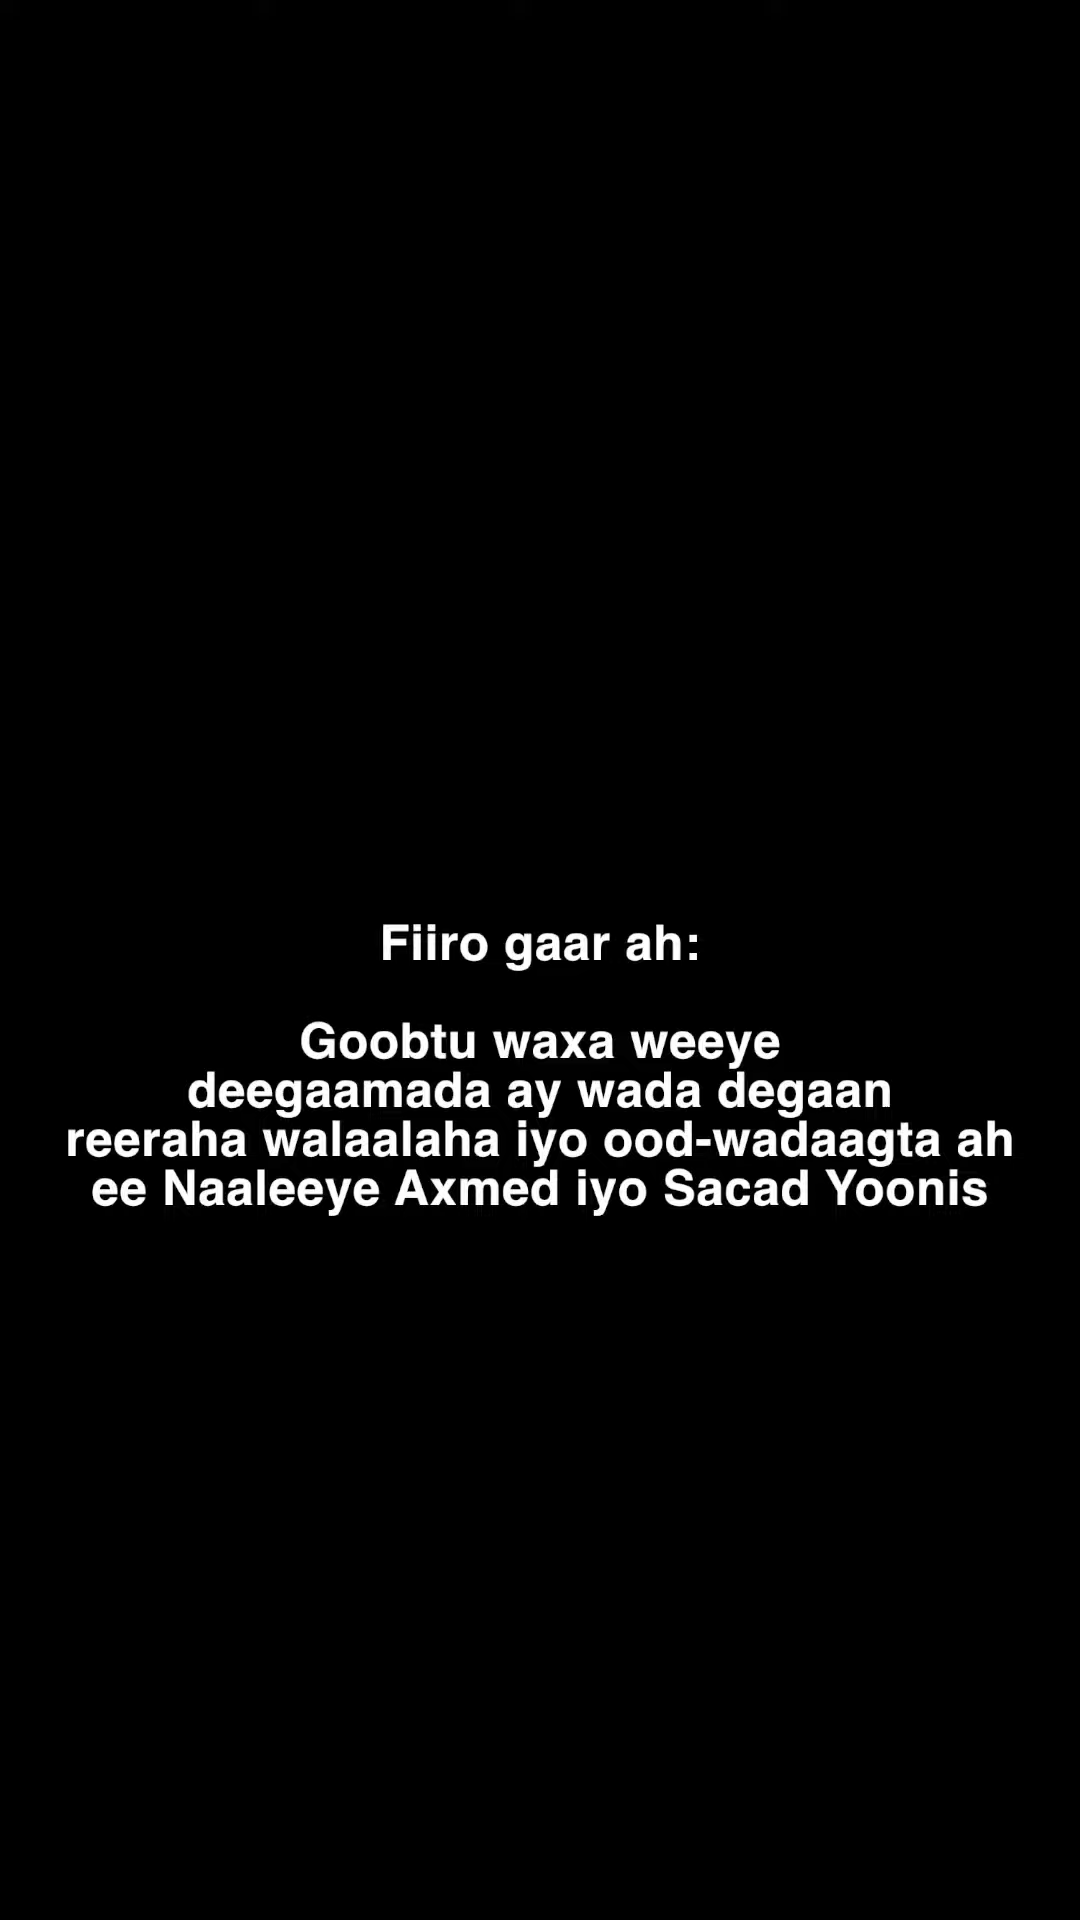 Fiiro gaar ah:
Goobtu waxa weeye
deegaamada ay wada degaan
reeraha walaalaha iyo ood-wadaagta ah
ee Naaleeye Axmed iyo Sacad Yoonis